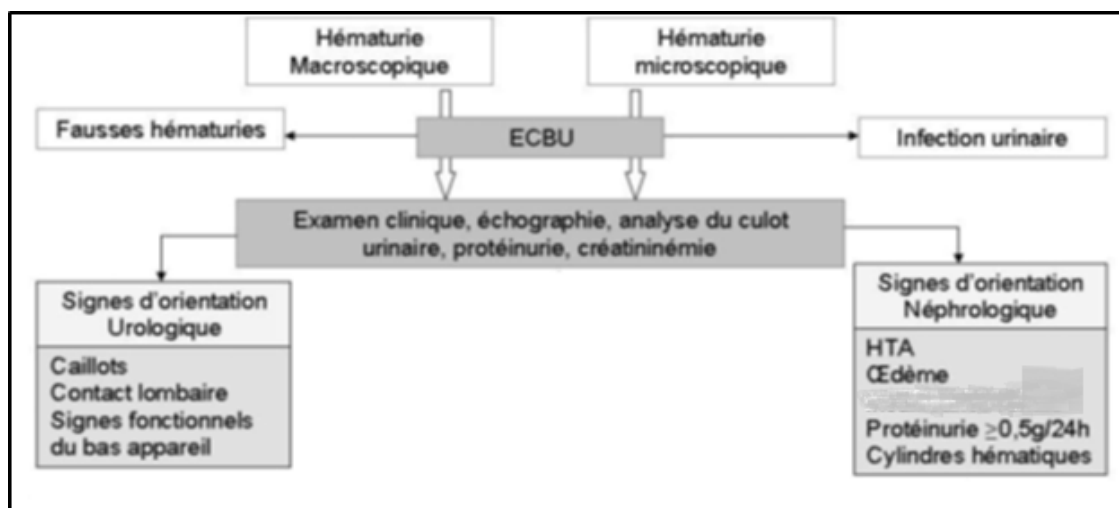 Hématurie
Macroscopique
Hématurie
microscopique
Fausses hématuries
ECBU
Infection urinaire
Examen clinique, échographie, analyse du culot
urinaire, protéinurie, créatininémie
Signes d'orientation
Urologique
Caillots
Contact lombaire
Signes fonctionnels
du bas appareil
Signes d'orientation
Néphrologique
HTA
Œdème
Protéinurie ≥0,5g/24h
Cylindres hématiques